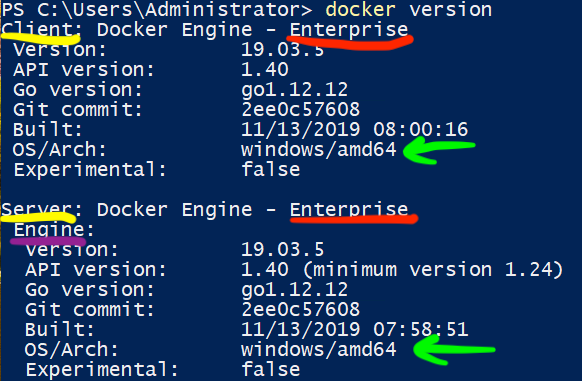 PS C:\Users\Administrator> docker version
Client: Docker Engine - Enterprise
Version: 19.03.5
API version: 1.40
Go version: go1.12.12
Git commit: 2ee0c57608
Built: 11/13/2019 08:00:16
OS/Arch: windows/amd64
Experimental: false
Server: Docker Engine - Enterprise
Engine:
Version: 19.03.5
API version: 1.40 (minimum version 1.24)
Go version: go1.12.12
Git commit: 2ee0c57608
Built: 11/13/2019 07:58:51
OS/Arch: windows/amd64
Experimental: false